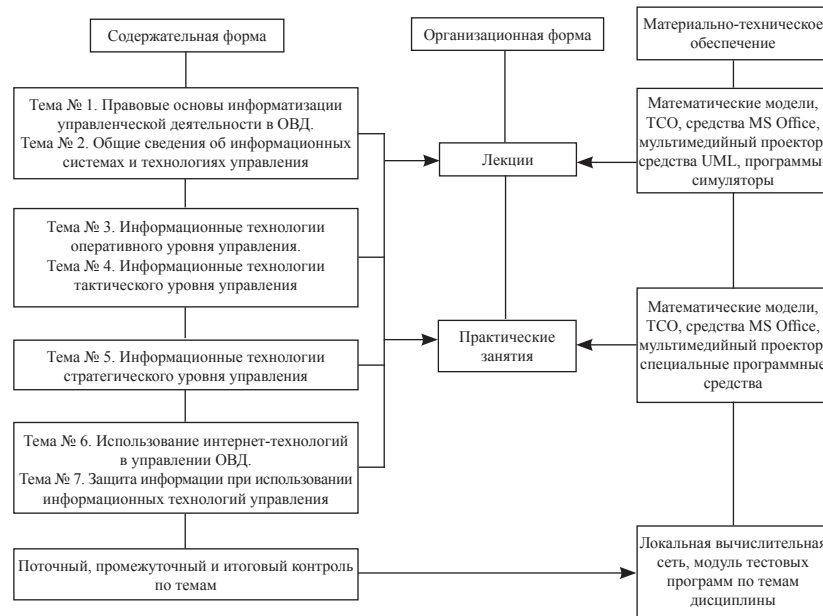 Содержательная форма
Тема № 1. Правовые основы информатизации
управленческой деятельности в ОВД.
Тема № 2. Общие сведения об информационных
системах и технологиях управления
Тема № 3. Информационные технологии
оперативного уровня управления.
Тема № 4. Информационные технологии
тактического уровня управления
Тема № 5. Информационные технологии
стратегического уровня управления
Тема № 6. Использование интернет-технологий
в управлении ОВД.
Тема № 7. Защита информации при использовании
информационных технологий управления
Поточный, промежуточный и итоговый контроль
по темам
Организационная форма
Лекции
Практические
занятия
Материально-техническое
обеспечение
Математические модели,
ТСО, средства MS Office,
мультимедийный проектор,
средства UML, программы-
симуляторы
Математические модели,
ТСО, средства MS Office,
мультимедийный проектор,
специальные программные
средства
Локальная вычислительная
сеть, модуль тестовых
программ по темам
дисциплины